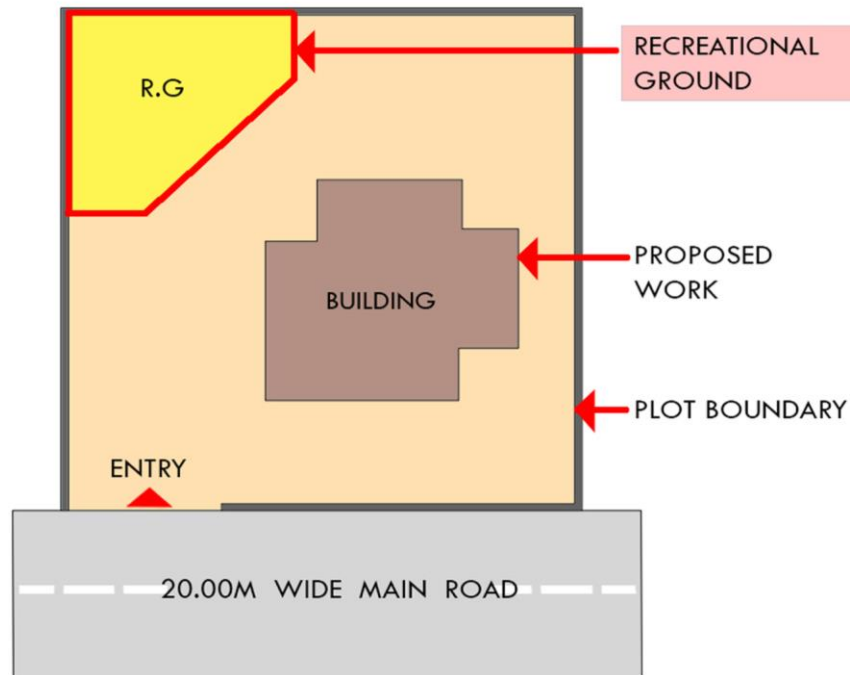 RECREATIONAL
GROUND
R.G
PROPOSED
WORK
BUILDING
PLOT BOUNDARY
ENTRY
20.00M WIDE MAIN ROAD